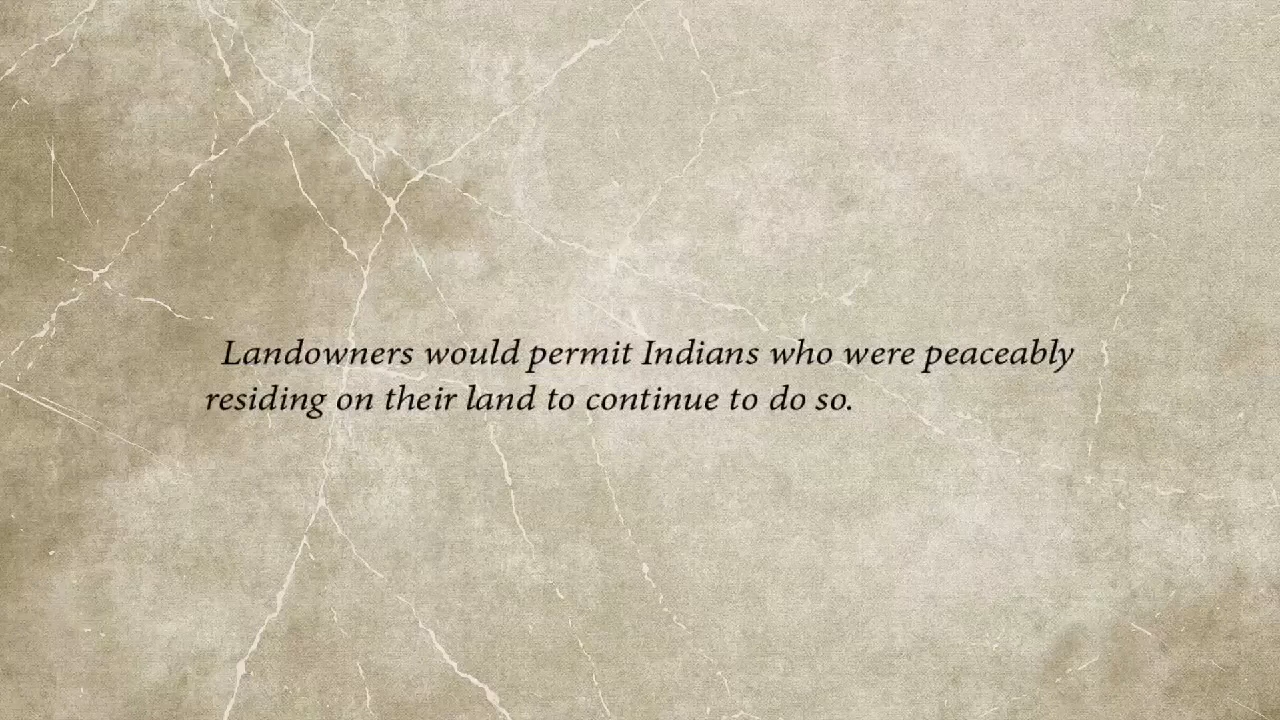 Landowners would permit Indians who were peaceably
residing on their land to continue to do so.